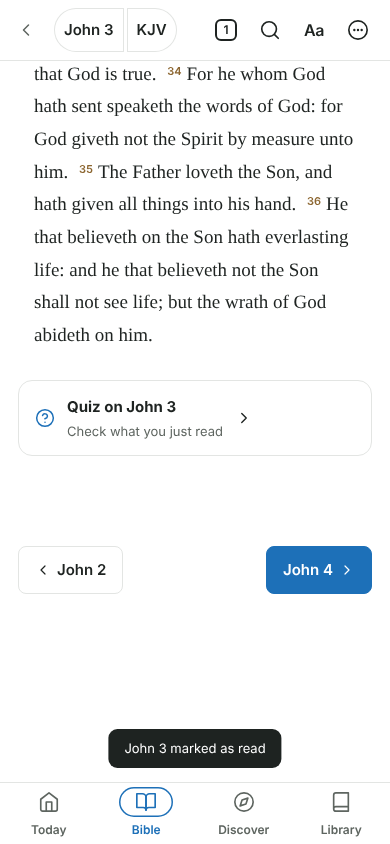 John 3 KJV 1 Aa
that God is true. 34 For he whom God
hath sent speaketh the words of God: for
God giveth not the Spirit by measure unto
him. 35 The Father loveth the Son, and
hath given all things into his hand. 36 He
that believeth on the Son hath everlasting
life: and he that believeth not the Son
shall not see life; but the wrath of God
abideth on him.
Quiz on John 3
Check what you just read
John 2 John 4
John 3 marked as read
Today Bible Discover Library